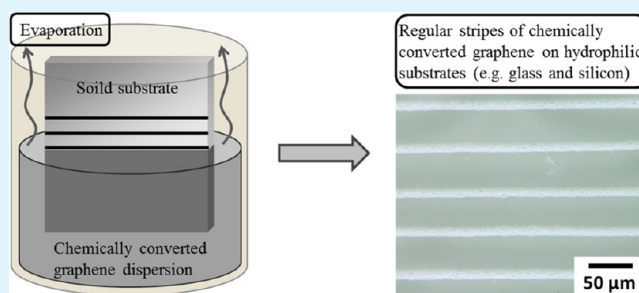 Evaporation
Soild substrate
Chemically converted
graphene dispersion
Regular stripes of chemically
converted graphene on hydrophilic
substrates (e.g. glass and silicon)
50 μm